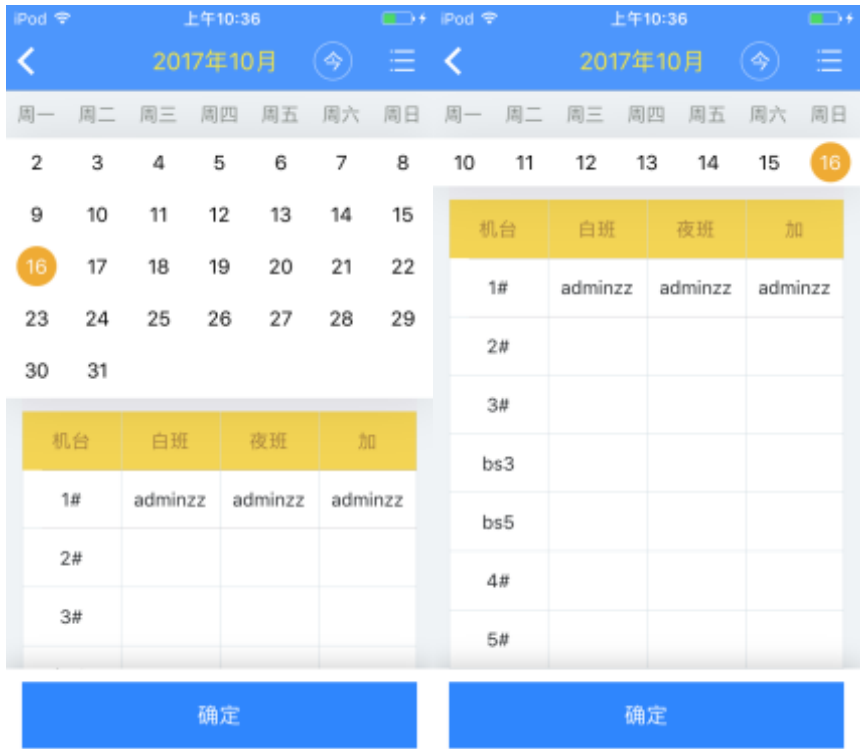 iPod 上午10:36
2017年10月 今
周一 周二 周三 周四 周五 周六 周日
2 3 4 5 6 7 8
9 10 11 12 13 14 15
16 17 18 19 20 21 22
23 24 25 26 27 28 29
30 31
机台 白班 夜班 加
1# adminzz adminzz adminzz
2#
3#
确定
iPod 上午10:36
2017年10月 今
周一 周二 周三 周四 周五 周六 周日
10 11 12 13 14 15 16
机台 白班 夜班 加
1# adminzz adminzz adminzz
2#
3#
bs3
bs5
4#
5#
确定